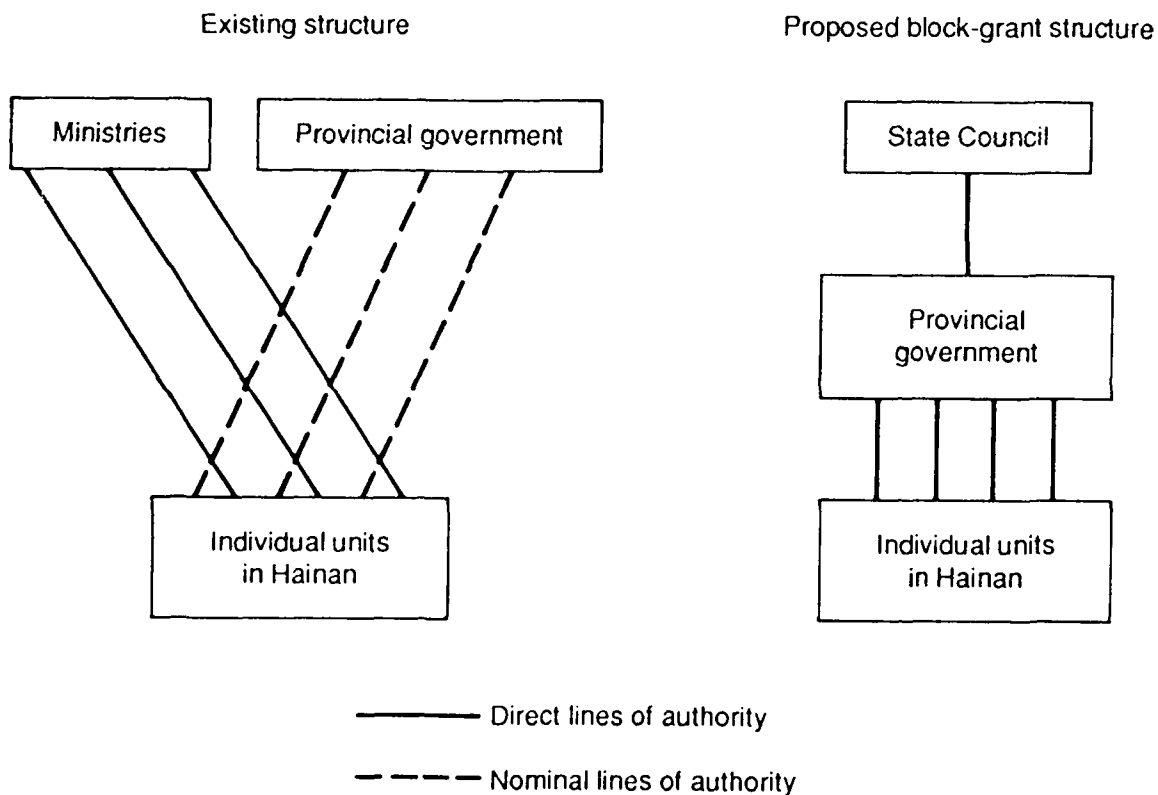 Existing structure
Proposed block-grant structure
Ministries
Provincial government
State Council
Provincial
government
Individual units
in Hainan
Individual units
in Hainan
Direct lines of authority
Nominal lines of authority